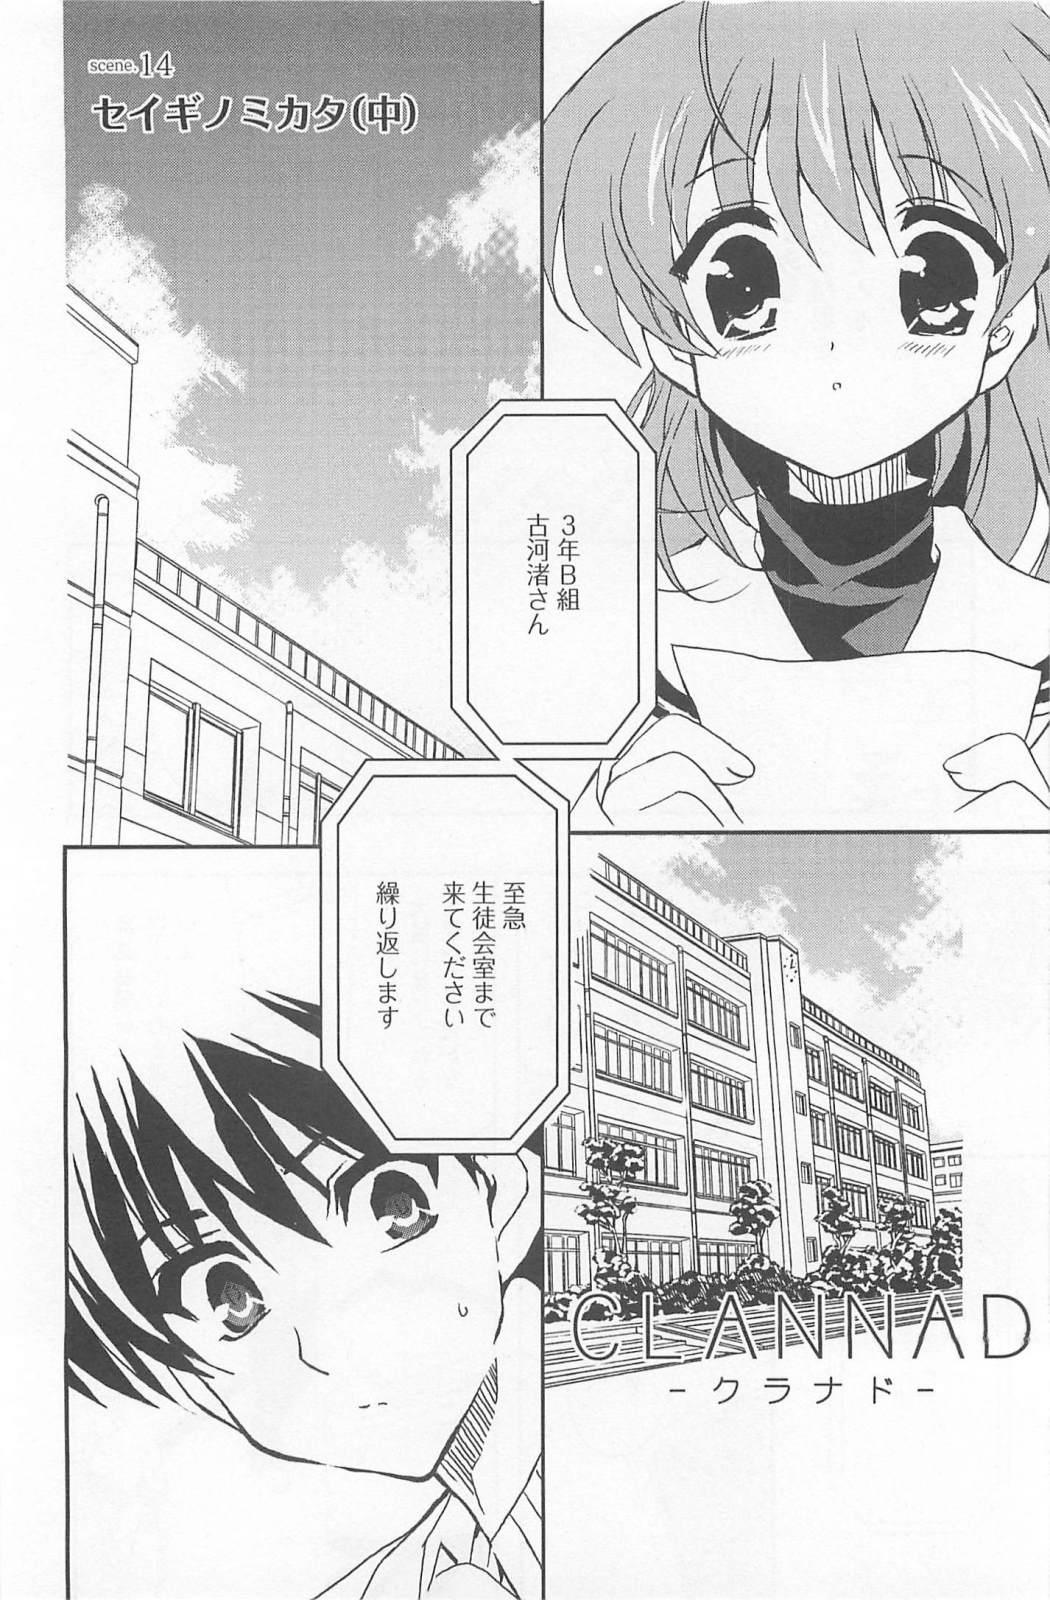 scene.14
セイギノミカタ(中)
3年B組
古河渚さん
至急
生徒会室まで
来てください
繰り返します
CLANNAD
-クラナド-